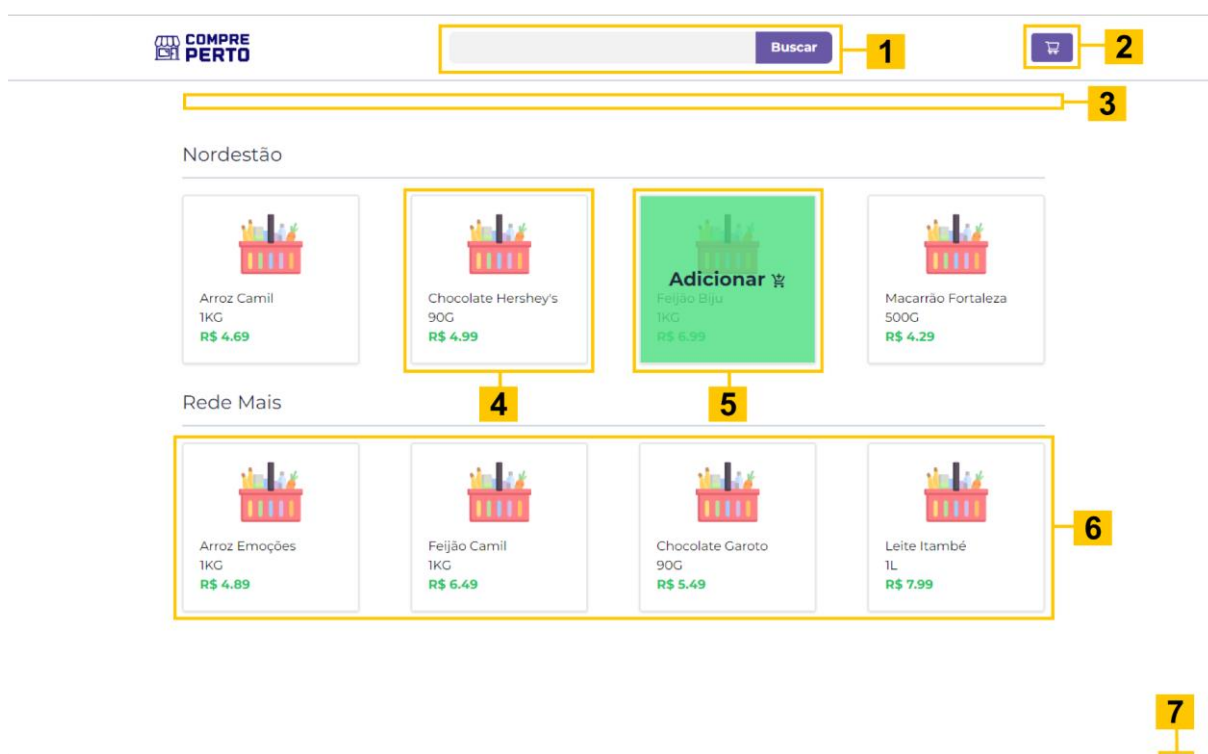 COMPRE
PERTO
Buscar
1
2
3
Nordestão
Arroz Camil
1KG
R$ 4.69
Chocolate Hershey's
90G
R$ 4.99
Adicionar
Feijão Biju
1KG
R$ 6.99
Macarrão Fortaleza
500G
R$ 4.29
4
5
Rede Mais
Arroz Emoções
1KG
R$ 4.89
Feijão Camil
1KG
R$ 6.49
Chocolate Garoto
90G
R$ 5.49
Leite Itambé
1L
R$ 7.99
6
7